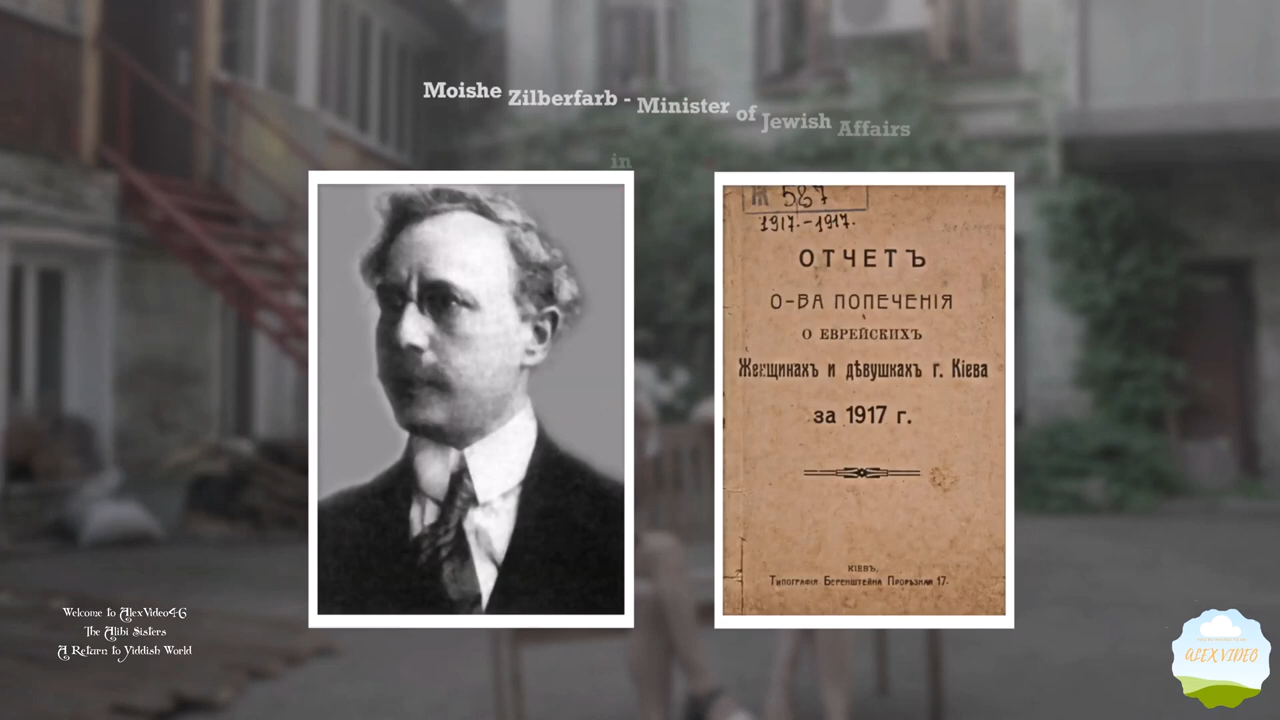 Moishe Zilberfarb - Minister of Jewish Affairs
in
587
1917.-1917.
ОТЧЕТЪ
О-ВА ПОПЕЧЕНІЯ
О ЕВРЕЙСКИХЪ
Женщинахъ и дѣвушкахъ г. Кіева
за 1917 г.
КІЕВЪ,
Типографія Беренштейна Прорѣзная 17.
Welcome to AlexVideo46
The Alibi Sisters
A Return to Yiddish World
ALEX VIDEO